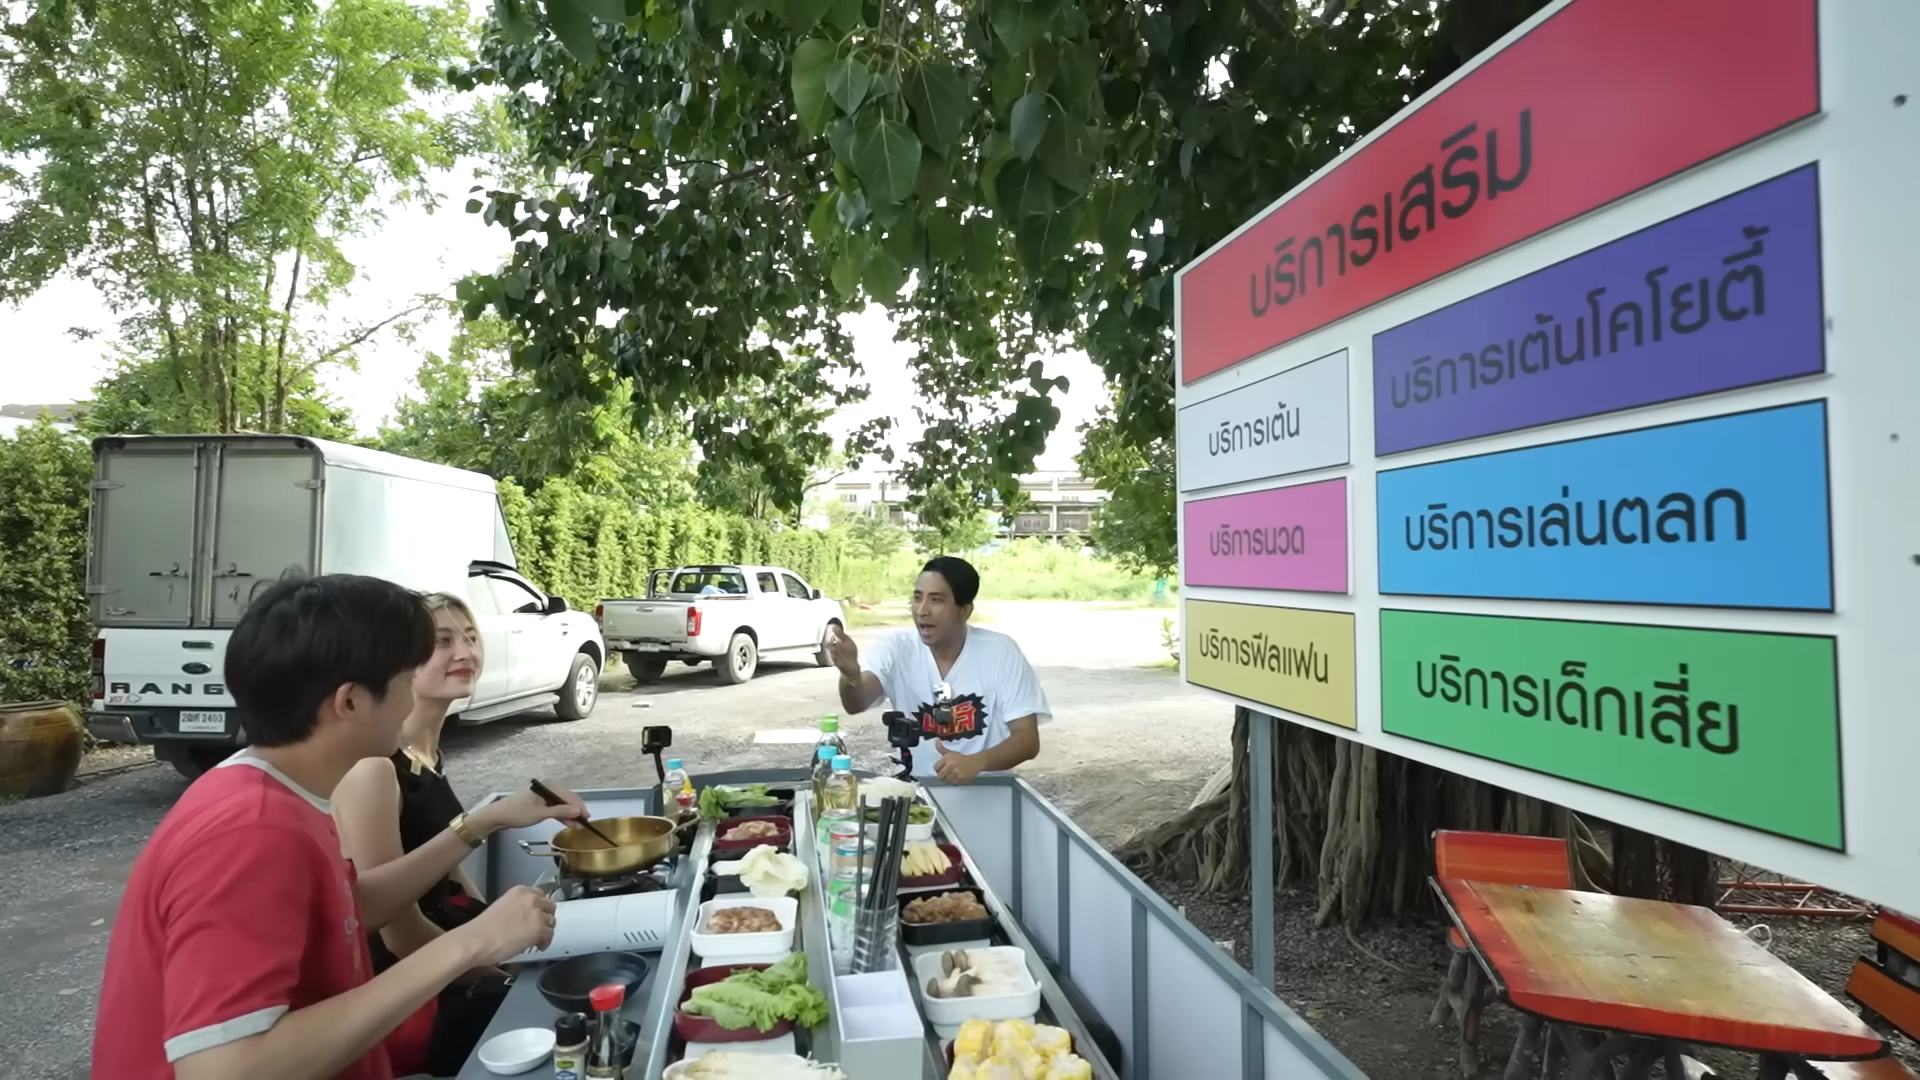 บริการเสริม
บริการเต้น
บริการเต้นโคโยตี้
บริการนวด
บริการเล่นตลก
บริการฟีลแฟน
บริการเด็กเสี่ย
RANG
2403